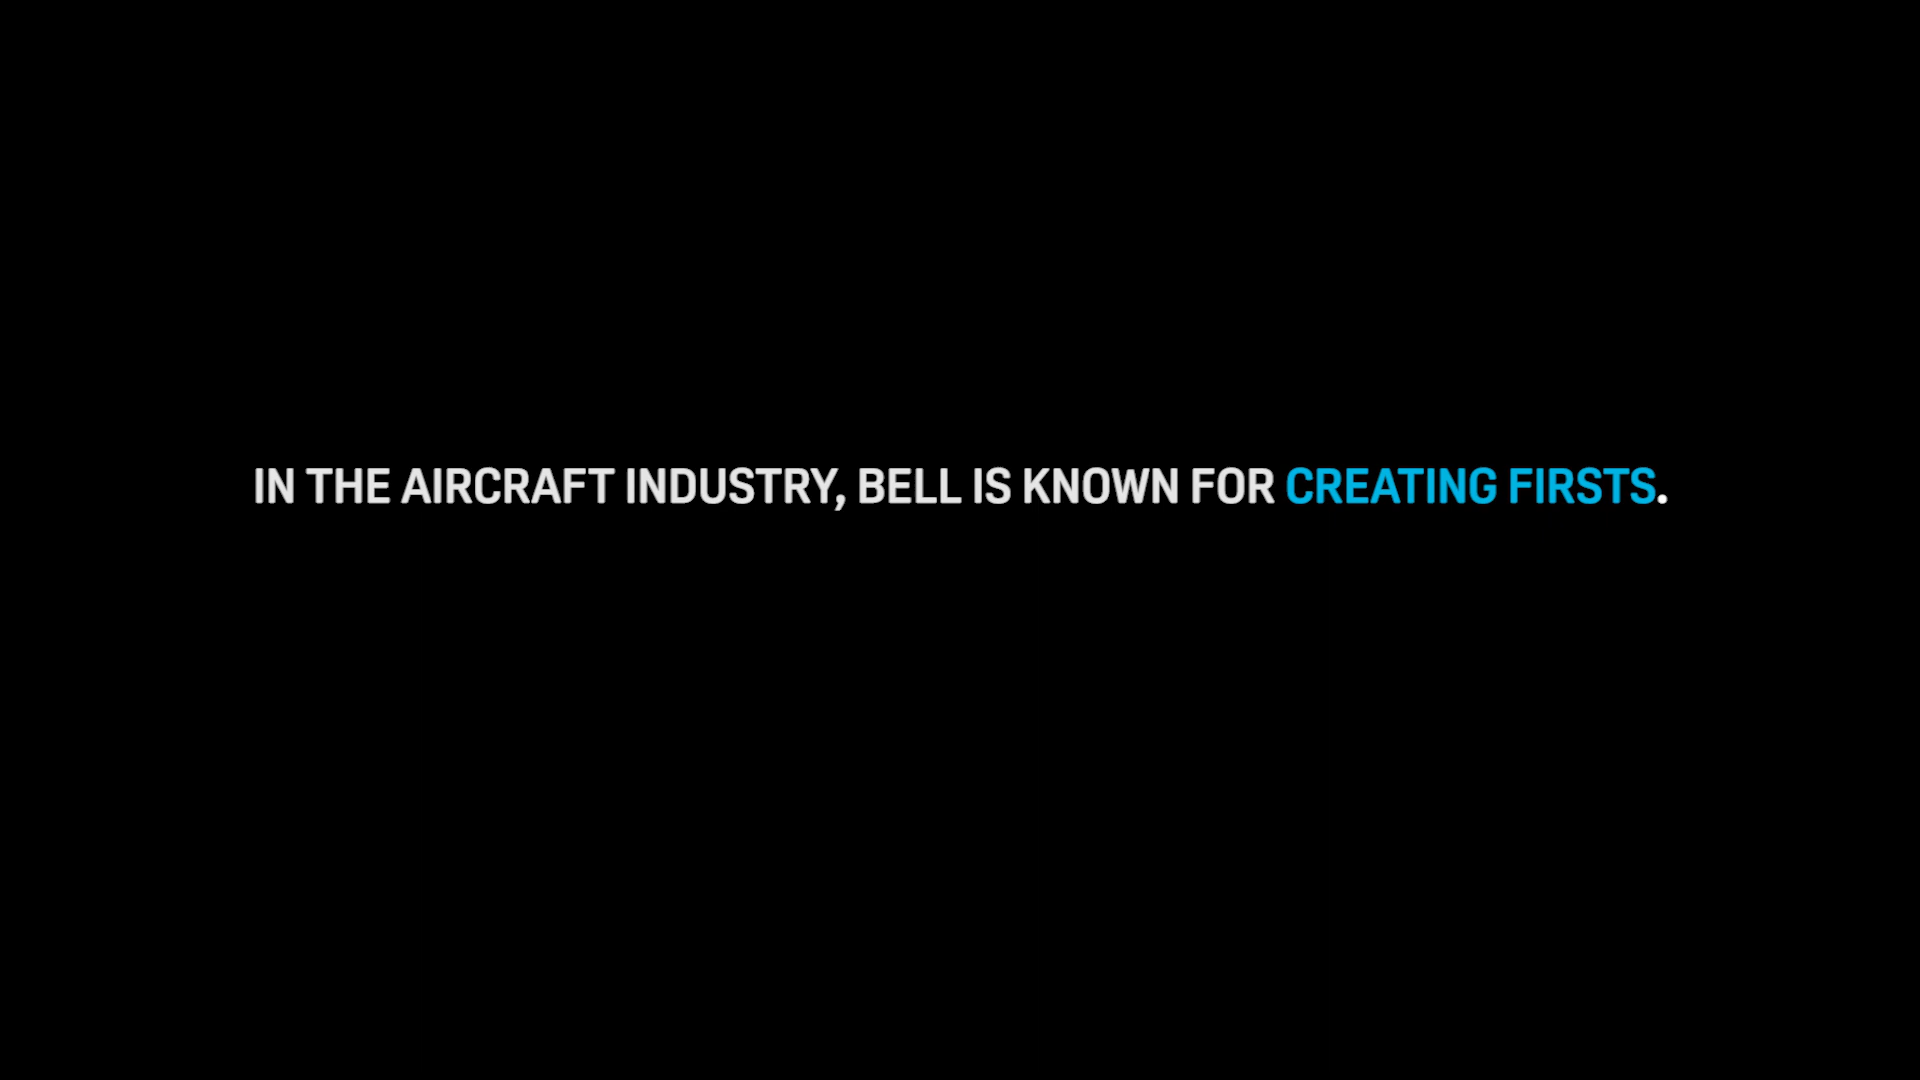 IN THE AIRCRAFT INDUSTRY, BELL IS KNOWN FOR CREATING FIRSTS.